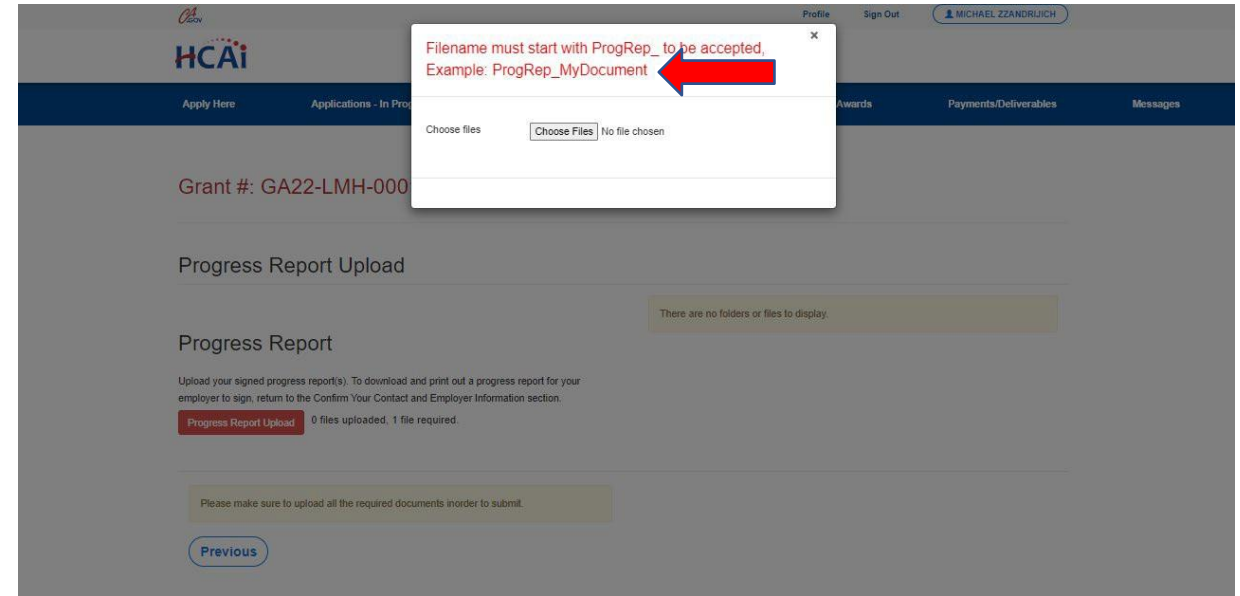 CA.GOV
Profile Sign Out MICHAEL ZZANDRIJICH
HCAi
Filename must start with ProgRep_ to be accepted,
Example: ProgRep_MyDocument
×
Apply Here Applications - In Prog Awards Payments/Deliverables Messages
Choose files Choose Files No file chosen
Grant #: GA22-LMH-000
Progress Report Upload
There are no folders or files to display.
Progress Report
Upload your signed progress report(s). To download and print out a progress report for your
employer to sign, return to the Confirm Your Contact and Employer Information section.
Progress Report Upload 0 files uploaded, 1 file required.
Please make sure to upload all the required documents inorder to submit.
Previous